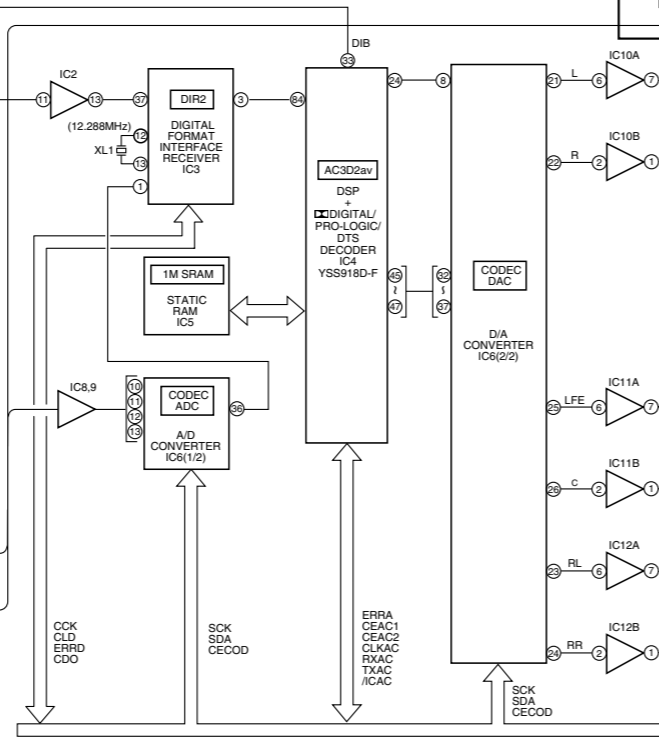 DIB
33
IC2
11
13
37
DIR2
3
84
24
8
21
L
6
IC10A
7
(12.288MHz)
12
XL1
13
DIGITAL
FORMAT
INTERFACE
RECEIVER
IC3
1
22
R
2
IC10B
1
AC3D2av
DSP
+
DIGITAL/
PRO-LOGIC/
DTS
DECODER
IC4
YSS918D-F
1M SRAM
STATIC
RAM
IC5
45
~
47
32
~
37
CODEC
DAC
D/A
CONVERTER
IC6(2/2)
IC8,9
10
11
12
13
CODEC
ADC
36
A/D
CONVERTER
IC6(1/2)
25
LFE
6
IC11A
7
26
C
2
IC11B
1
23
RL
6
IC12A
7
24
RR
2
IC12B
1
CCK
CLD
ERRD
CDO
SCK
SDA
CECOD
ERRA
CEAC1
CEAC2
CLKAC
RXAC
TXAC
/ICAC
SCK
SDA
CECOD